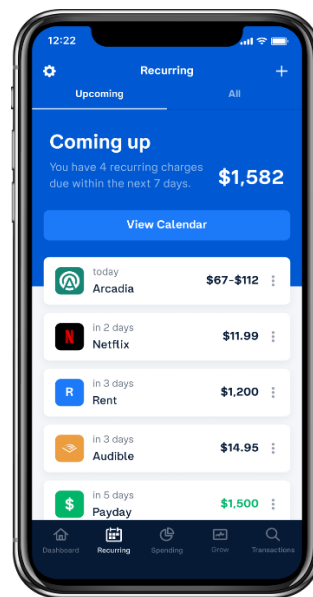 12:22
Recurring
Upcoming
All
Coming up
You have 4 recurring charges
due within the next 7 days.
$1,582
View Calendar
today
Arcadia
$67-$112
N
in 2 days
Netflix
$11.99
R
in 3 days
Rent
$1,200
in 3 days
Audible
$14.95
$
in 5 days
Payday
$1,500
Dashboard
Recurring
Spending
Grow
Transactions